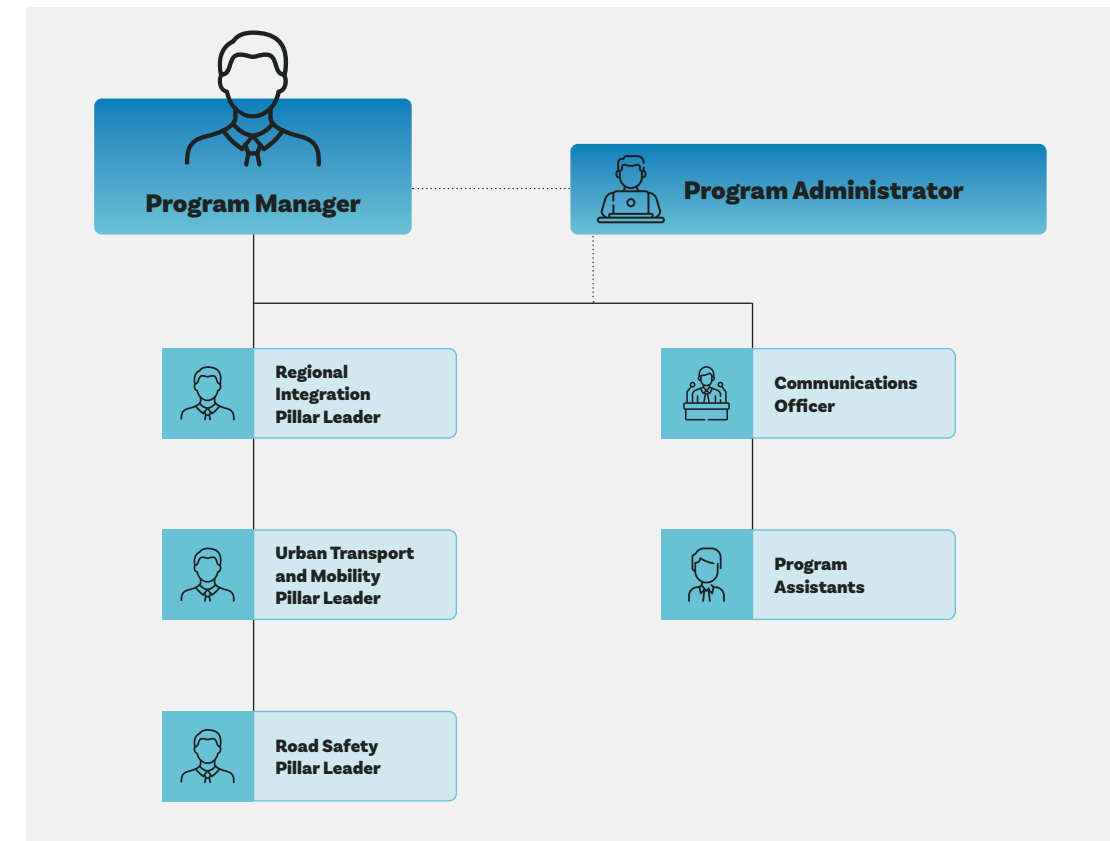 Program Manager
Program Administrator
Regional
Integration
Pillar Leader
Communications
Officer
Urban Transport
and Mobility
Pillar Leader
Program
Assistants
Road Safety
Pillar Leader